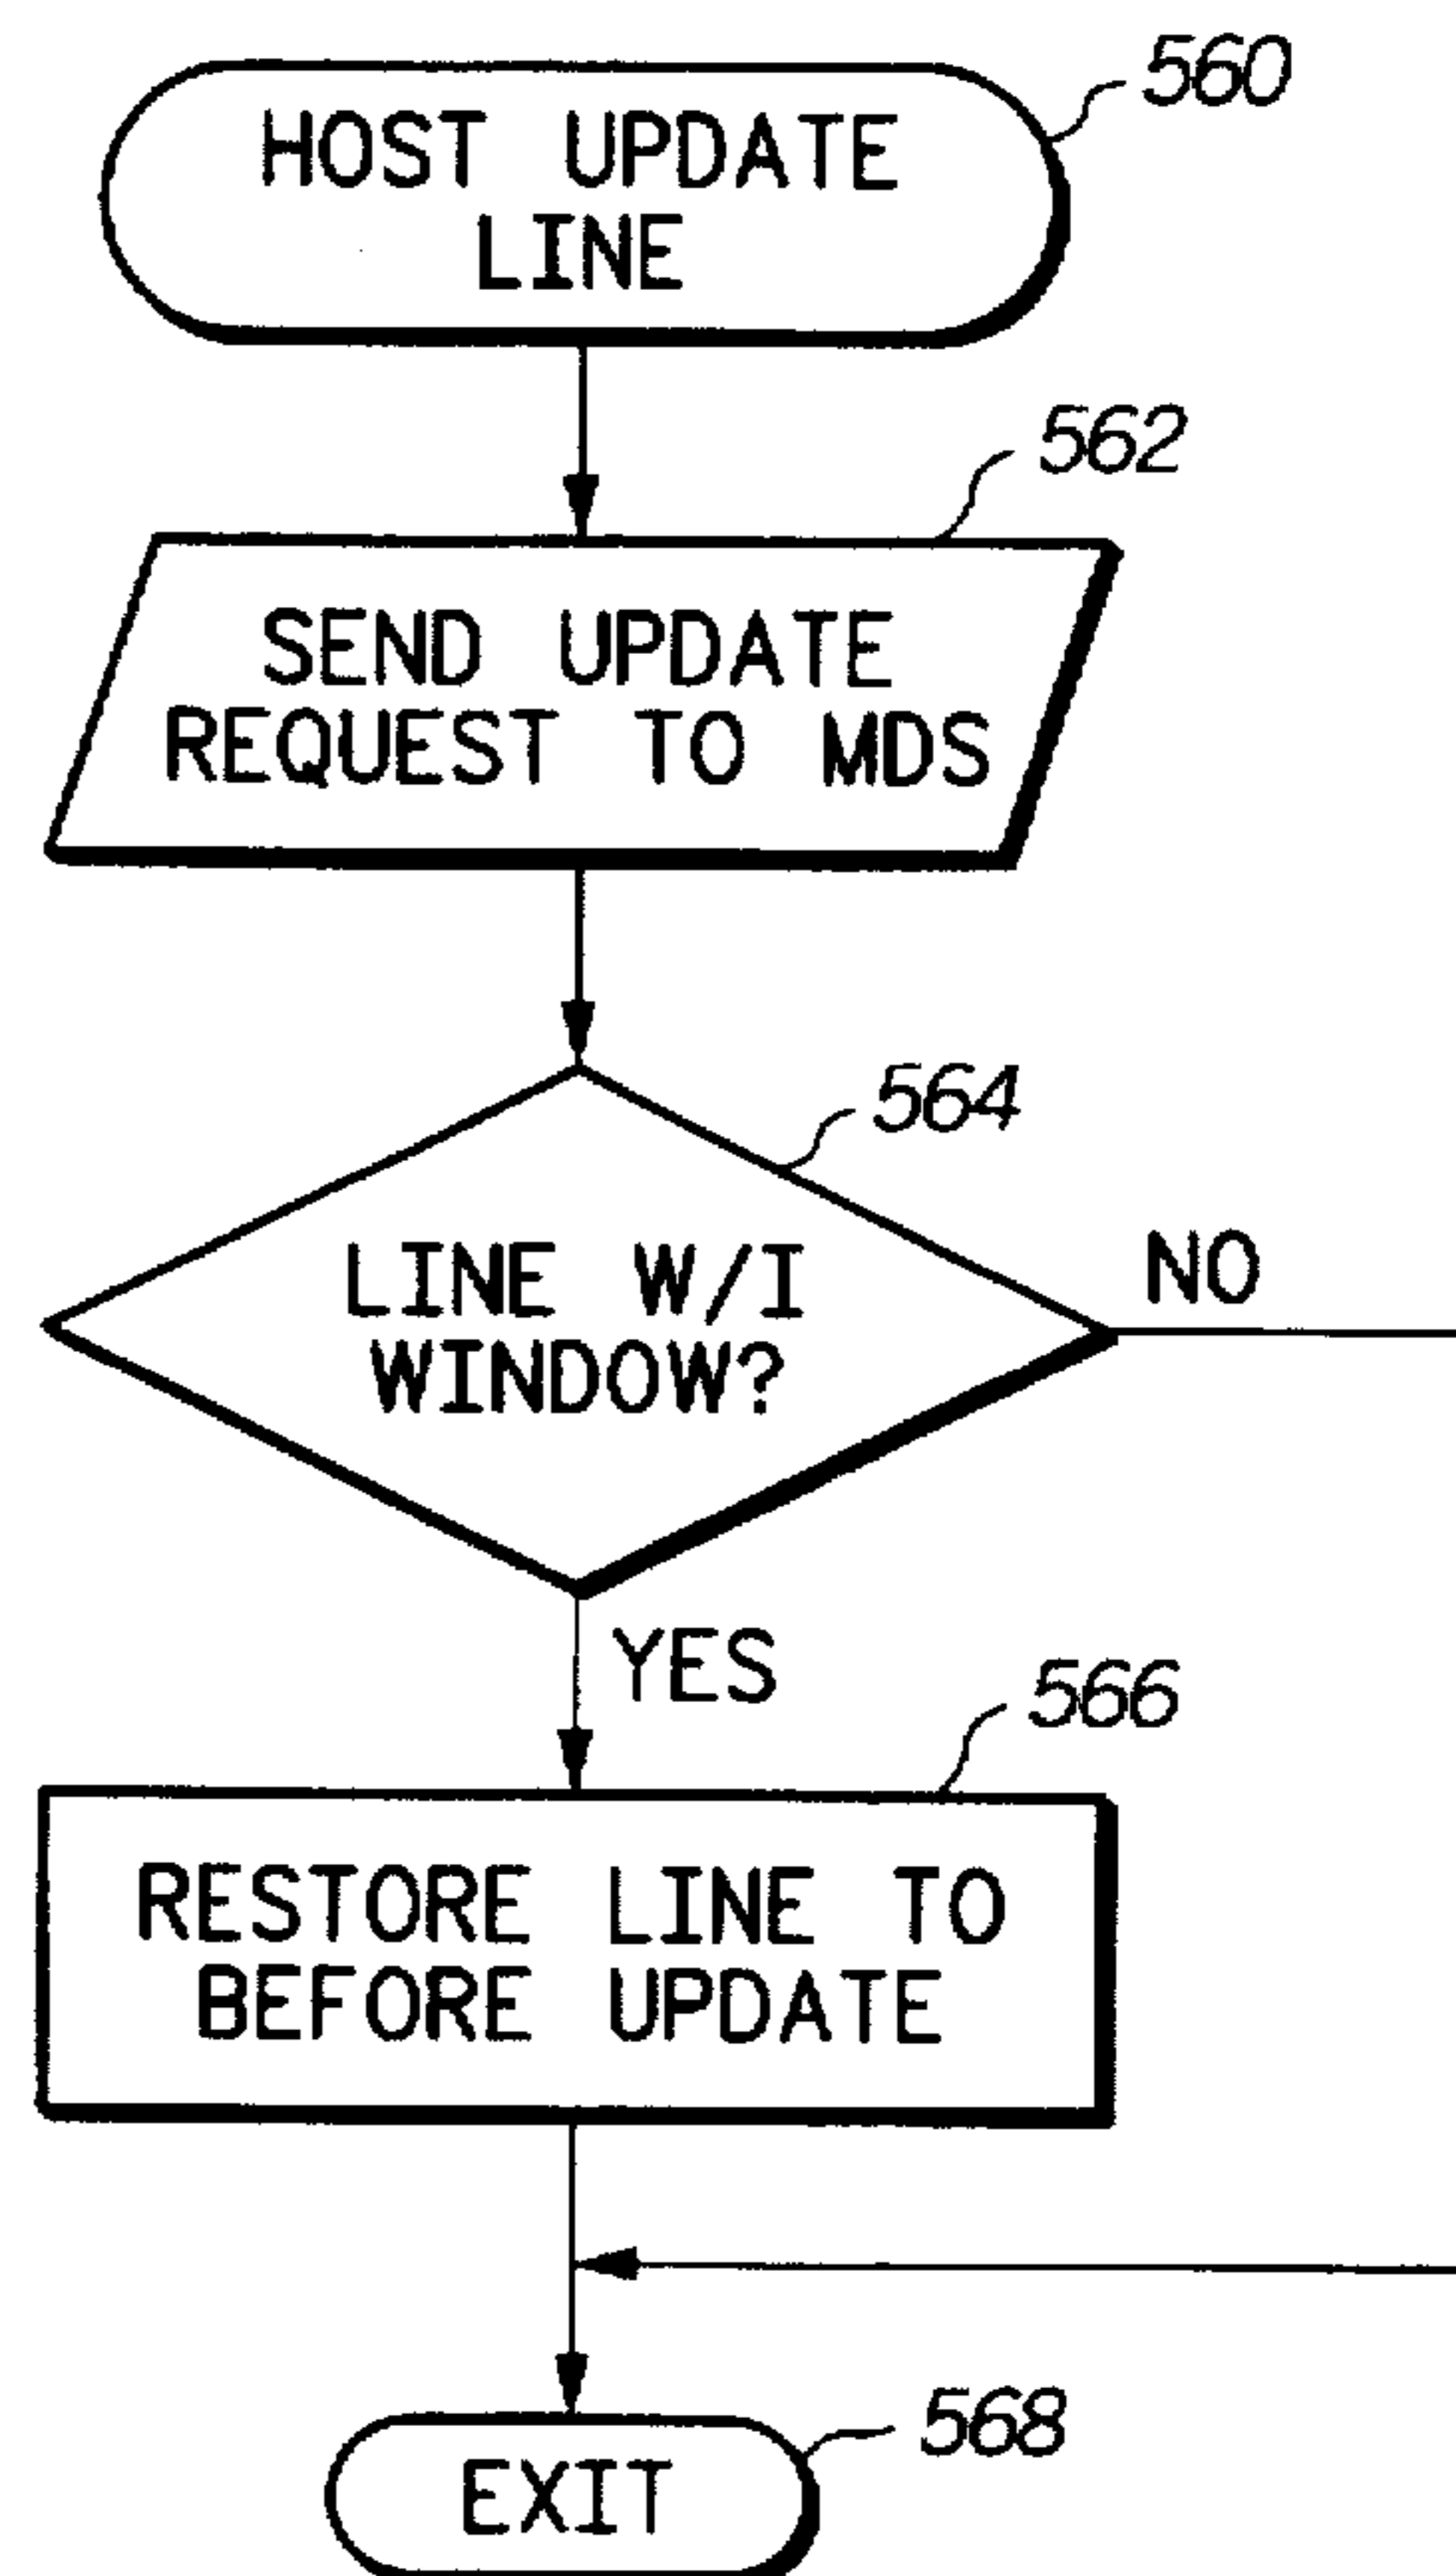 560
HOST UPDATE
LINE
562
SEND UPDATE
REQUEST TO MDS
564
LINE W/I
WINDOW?
NO
YES
566
RESTORE LINE TO
BEFORE UPDATE
568
EXIT